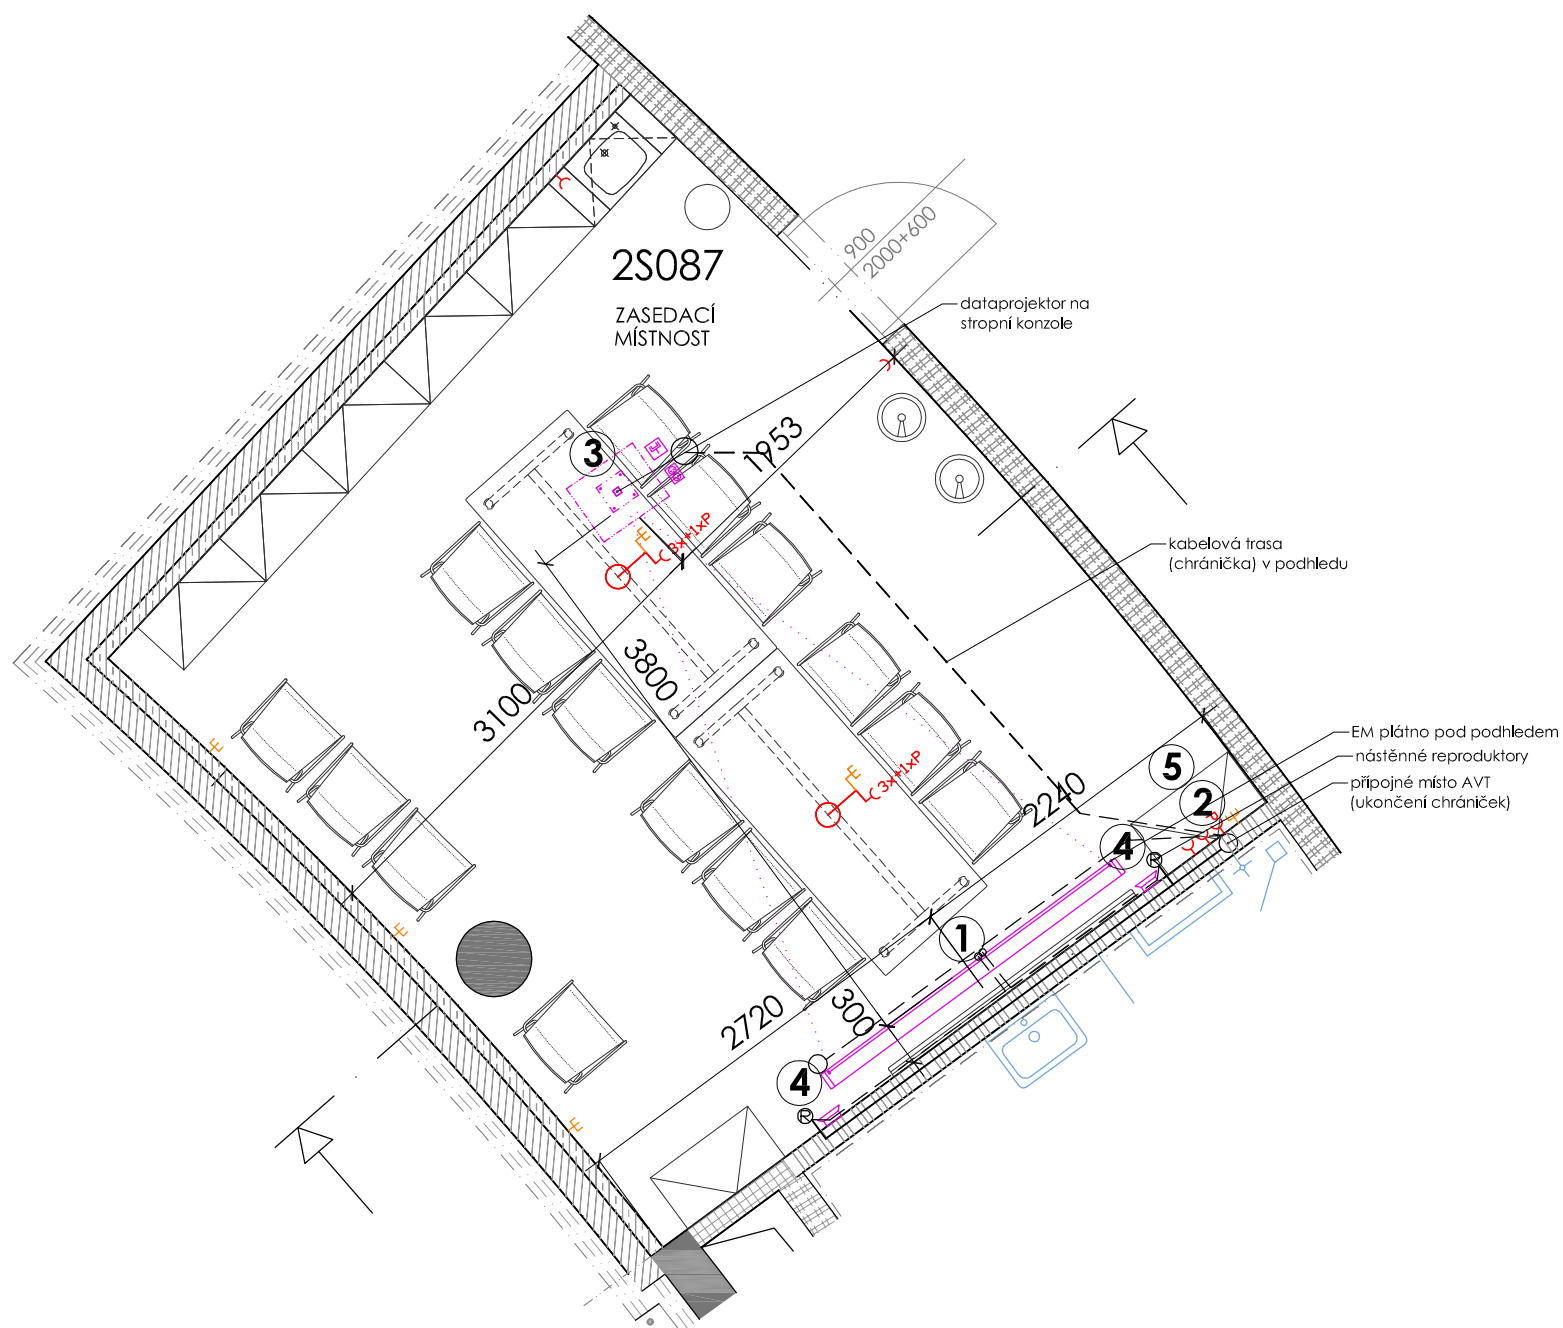 900
2000+600
2S087
ZASEDACÍ
MÍSTNOST
dataprojektor na
stropní konzole
3
1953
3x+1xP
kabelová trasa
(chránička) v podhledu
3800
3100
EM plátno pod podhledem
nástěnné reproduktory
přípojné místo AVT
(ukončení chrániček)
5
2
3x+1xP
2240
4
R
1
2720
300
4
R